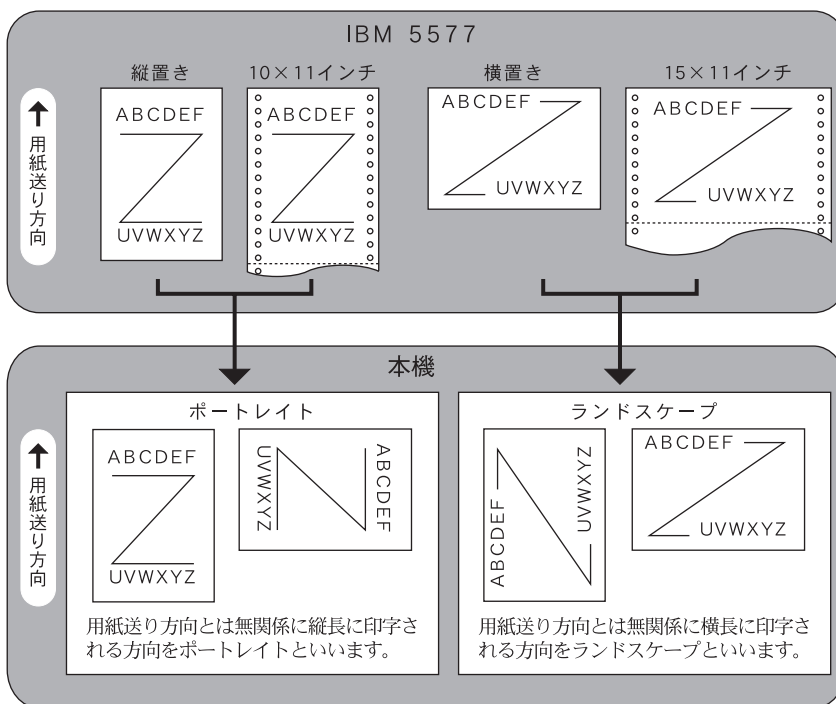 IBM 5577
縦置き
10×11インチ
横置き
15×11インチ
用紙送り方向
ABCDEF
UVWXYZ
ABCDEF
UVWXYZ
ABCDEF
UVWXYZ
ABCDEF
UVWXYZ
本機
用紙送り方向
ポートレイト
ABCDEF
UVWXYZ
ABCDEF
UVWXYZ
用紙送り方向とは無関係に縦長に印字さ
れる方向をポートレイトといいます。
ランドスケープ
ABCDEF
UVWXYZ
ABCDEF
UVWXYZ
用紙送り方向とは無関係に横長に印字さ
れる方向をランドスケープといいます。